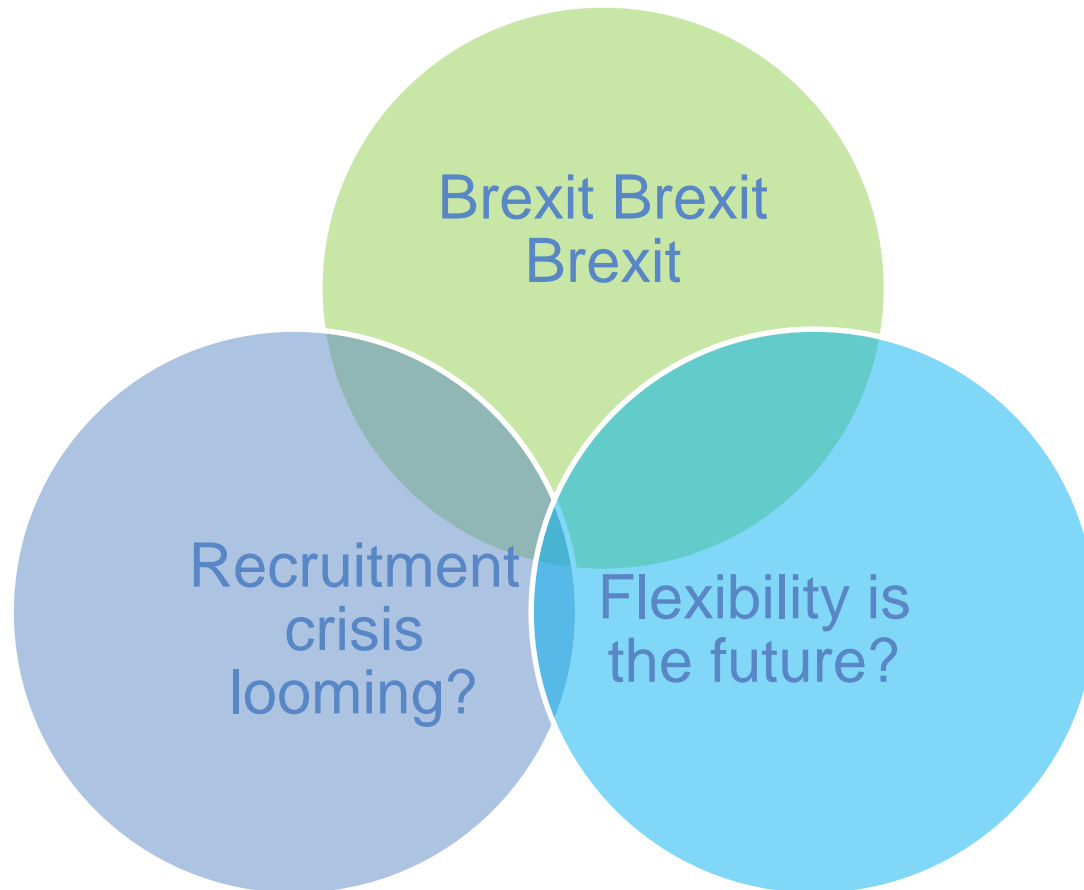 Brexit Brexit
Brexit
Recruitment
crisis
looming?
Flexibility is
the future?